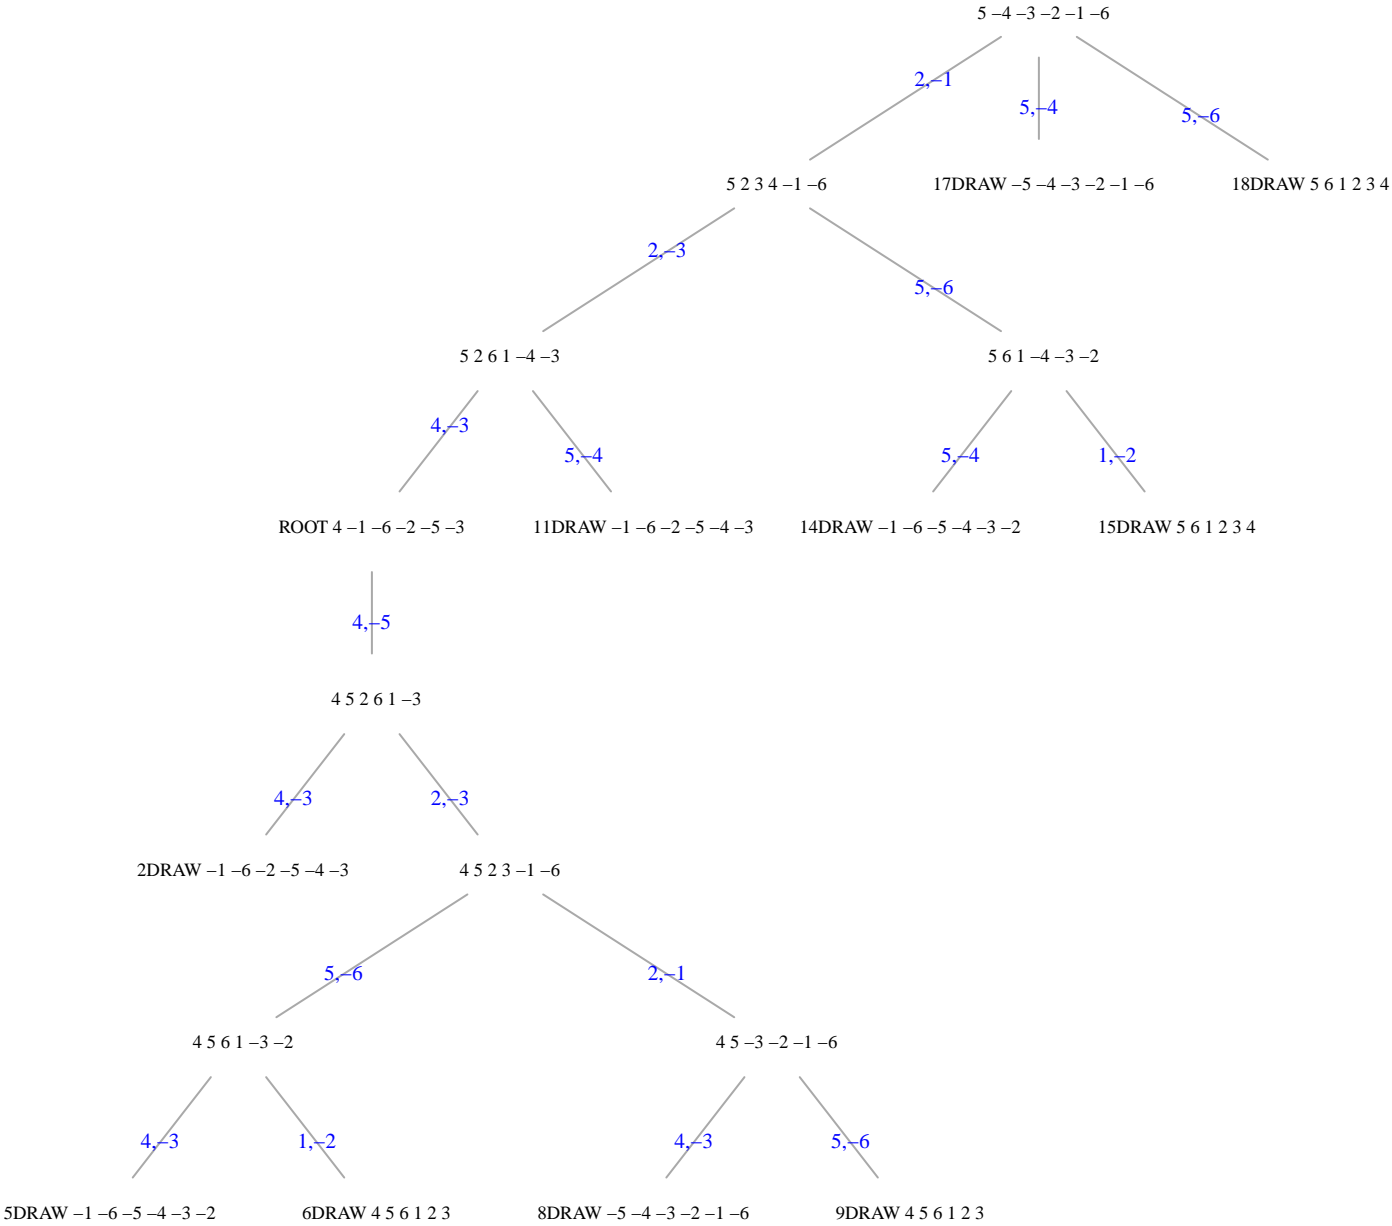 5 –4 –3 –2 –1 –6
2,–1
5,–4
5,–6
5 2 3 4 –1 –6
17DRAW –5 –4 –3 –2 –1 –6
18DRAW 5 6 1 2 3 4
2,–3
5,–6
5 2 6 1 –4 –3
5 6 1 –4 –3 –2
4,–3
5,–4
5,–4
1,–2
ROOT 4 –1 –6 –2 –5 –3
11DRAW –1 –6 –2 –5 –4 –3
14DRAW –1 –6 –5 –4 –3 –2
15DRAW 5 6 1 2 3 4
4,–5
4 5 2 6 1 –3
4,–3
2,–3
2DRAW –1 –6 –2 –5 –4 –3
4 5 2 3 –1 –6
5,–6
2,–1
4 5 6 1 –3 –2
4 5 –3 –2 –1 –6
4,–3
1,–2
4,–3
5,–6
5DRAW –1 –6 –5 –4 –3 –2
6DRAW 4 5 6 1 2 3
8DRAW –5 –4 –3 –2 –1 –6
9DRAW 4 5 6 1 2 3